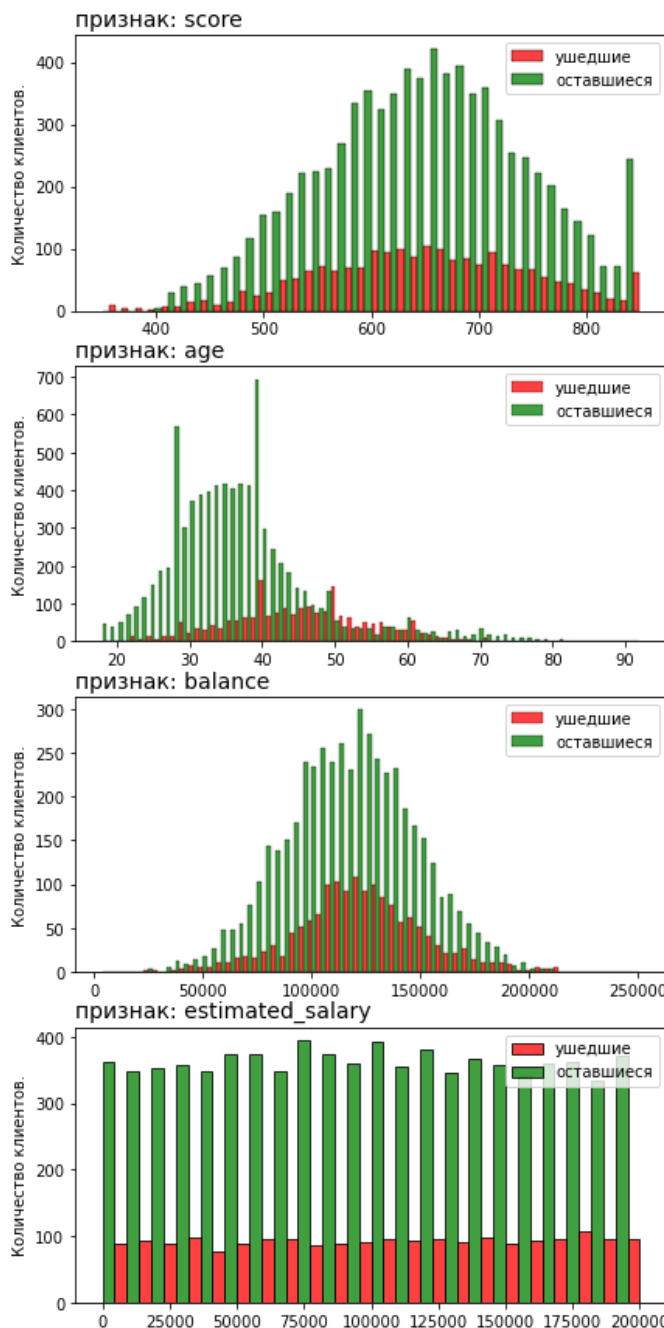 признак: score
Количество клиентов.
ушедшие
оставшиеся
400
300
200
100
0
400 500 600 700 800
признак: age
Количество клиентов.
ушедшие
оставшиеся
700
600
500
400
300
200
100
0
20 30 40 50 60 70 80 90
признак: balance
Количество клиентов.
ушедшие
оставшиеся
300
250
200
150
100
50
0
0 50000 100000 150000 200000 250000
признак: estimated_salary
Количество клиентов.
ушедшие
оставшиеся
400
300
200
100
0
0 25000 50000 75000 100000 125000 150000 175000 200000